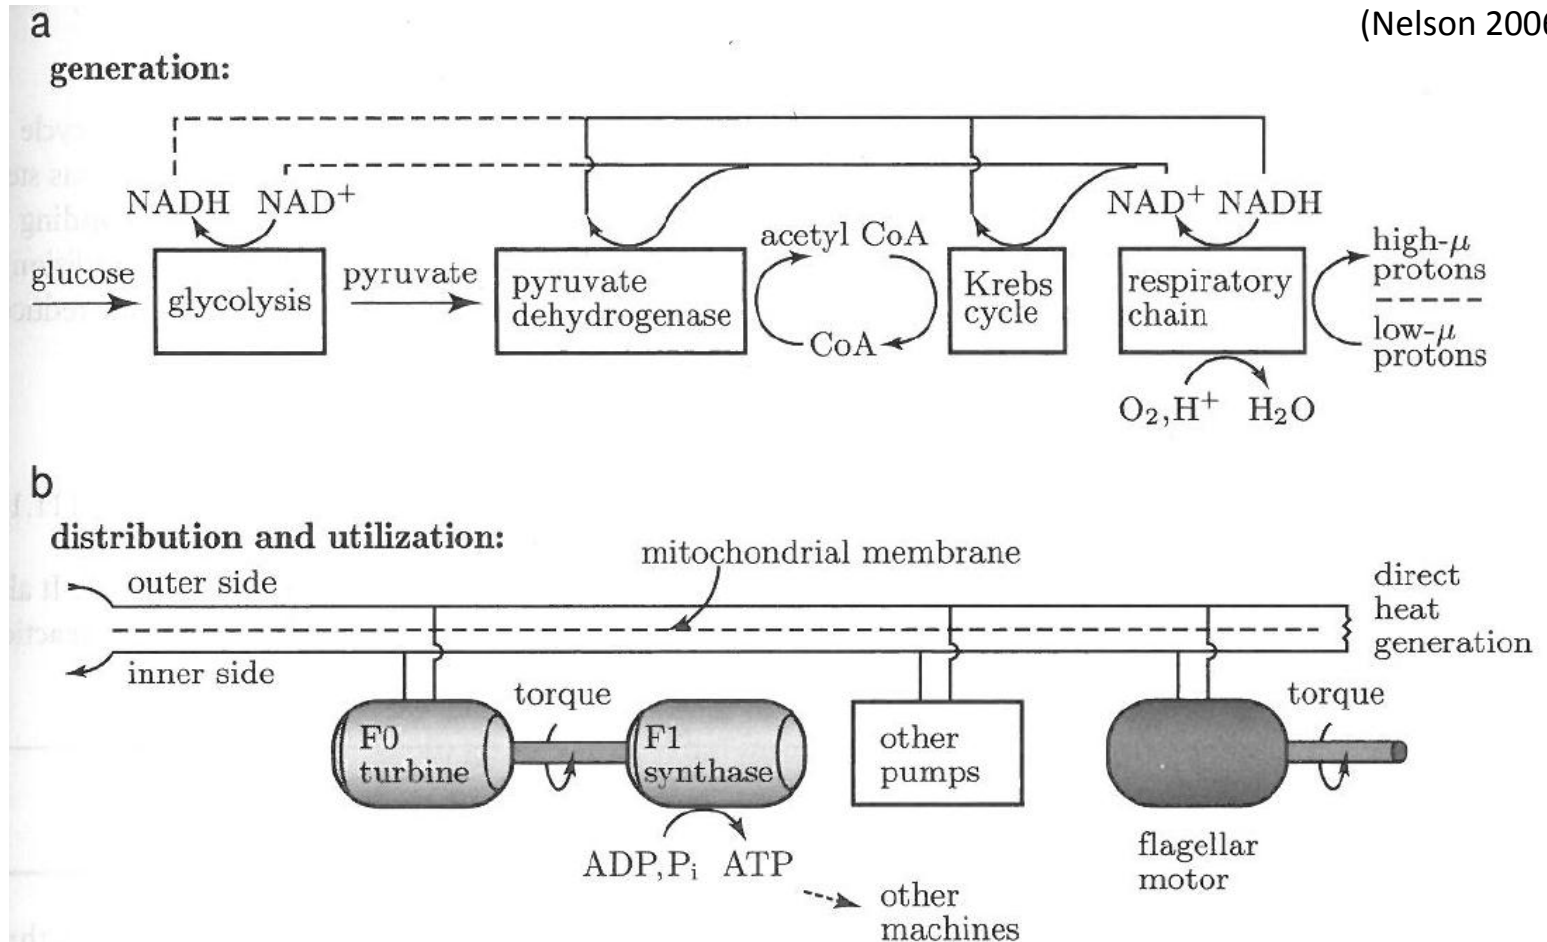 a
(Nelson 2006
generation:
NADH NAD⁺
NAD⁺ NADH
glucose
glycolysis
pyruvate
pyruvate
dehydrogenase
acetyl CoA
CoA
Krebs
cycle
respiratory
chain
high-μ
protons
low-μ
protons
O₂,H⁺ H₂O
b
distribution and utilization:
mitochondrial membrane
outer side
inner side
direct
heat
generation
torque
F0
turbine
F1
synthase
ADP,Pᵢ ATP
other
machines
other
pumps
torque
flagellar
motor